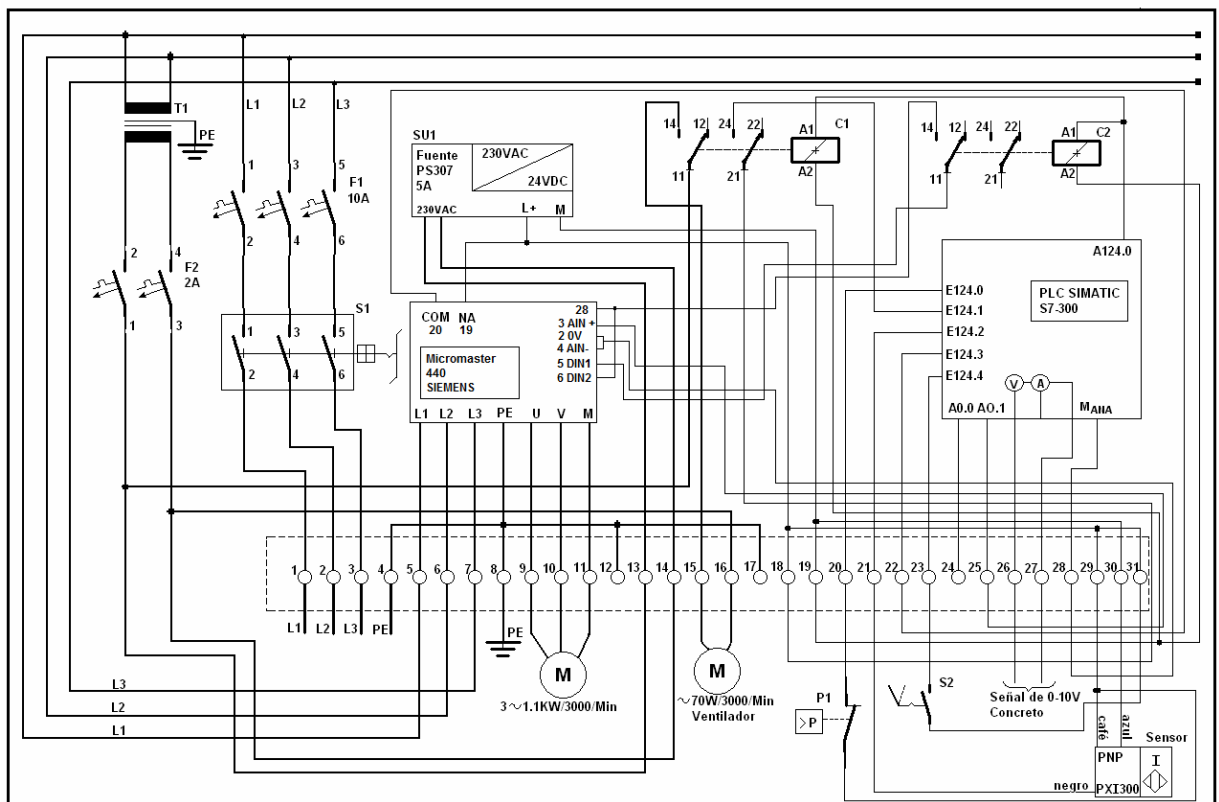 T1
PE
L1
L2
L3
1
3
5
F1
10A
2
4
6
2
4
F2
2A
1
3
1
3
5
S1
2
4
6
SU1
Fuente
PS307
5A
230VAC
24VDC
230VAC
L+
M
14
12
24
22
11
21
A1
C1
A2
14
12
24
22
11
21
A1
C2
A2
COM
20
NA
19
28
3 AIN +
2 0V
4 AIN-
5 DIN1
6 DIN2
Micromaster
440
SIEMENS
L1
L2
L3
PE
U
V
M
A124.0
E124.0
E124.1
E124.2
E124.3
E124.4
PLC SIMATIC
S7-300
V
A
A0.0 AO.1
MANA
1
2
3
4
5
6
7
8
9
10
11
12
13
14
15
16
17
18
19
20
21
22
23
24
25
26
27
28
29
30
31
L1
L2
L3
PE
PE
M
3~1.1KW/3000/Min
M
~70W/3000/Min
Ventilador
L3
L2
L1
P1
>P
S2
Señal de 0-10V
Concreto
café
azul
Sensor
PNP
I
negro
PXI300